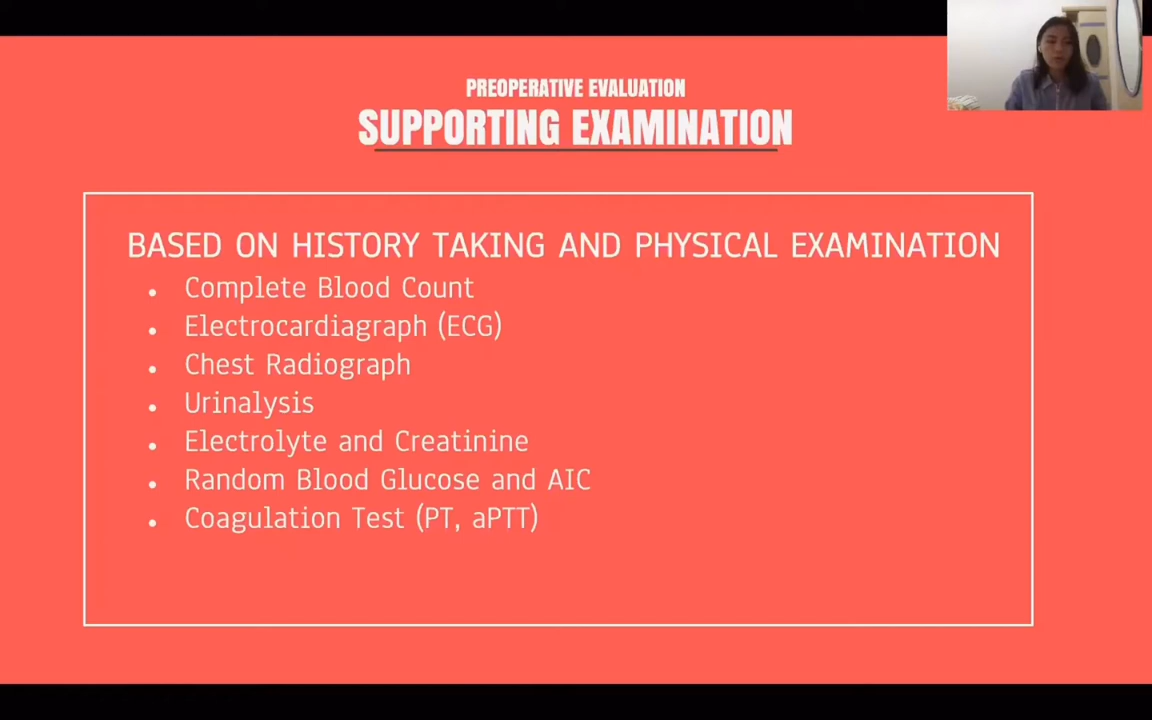 PREOPERATIVE EVALUATION
SUPPORTING EXAMINATION
BASED ON HISTORY TAKING AND PHYSICAL EXAMINATION
• Complete Blood Count
• Electrocardiagraph (ECG)
• Chest Radiograph
• Urinalysis
• Electrolyte and Creatinine
• Random Blood Glucose and AIC
• Coagulation Test (PT, aPTT)